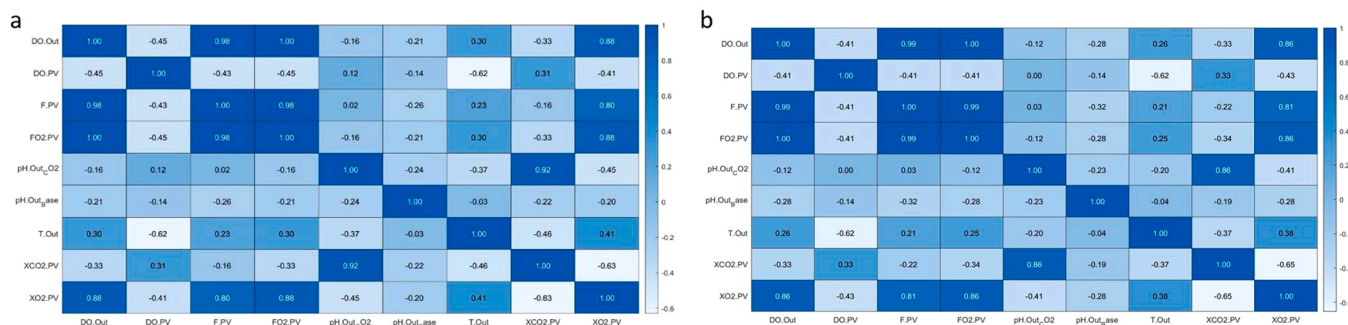 a
DO.Out 1.00 -0.45 0.98 1.00 -0.16 -0.21 0.30 -0.33 0.88
DO.PV -0.45 1.00 -0.43 -0.45 0.12 -0.14 -0.62 0.31 -0.41
F.PV 0.98 -0.43 1.00 0.98 0.02 -0.26 0.23 -0.16 0.80
FO2.PV 1.00 -0.45 0.98 1.00 -0.16 -0.21 0.30 -0.33 0.88
pH.Out_CO2 -0.16 0.12 0.02 -0.16 1.00 -0.24 -0.37 0.92 -0.45
pH.Out_Base -0.21 -0.14 -0.26 -0.21 -0.24 1.00 -0.03 -0.22 -0.20
T.Out 0.30 -0.62 0.23 0.30 -0.37 -0.03 1.00 -0.46 0.41
XCO2.PV -0.33 0.31 -0.16 -0.33 0.92 -0.22 -0.46 1.00 -0.63
XO2.PV 0.88 -0.41 0.80 0.88 -0.45 -0.20 0.41 -0.63 1.00
DO.Out DO.PV F.PV FO2.PV pH.Out_O2 pH.Out_ase T.Out XCO2.PV XO2.PV
1
0.8
0.6
0.4
0.2
0
-0.2
-0.4
-0.6
b
DO.Out 1.00 -0.41 0.99 1.00 -0.12 -0.28 0.26 -0.33 0.86
DO.PV -0.41 1.00 -0.41 -0.41 0.00 -0.14 -0.62 0.33 -0.43
F.PV 0.99 -0.41 1.00 0.99 0.03 -0.32 0.21 -0.22 0.81
FO2.PV 1.00 -0.41 0.99 1.00 -0.12 -0.28 0.25 -0.34 0.86
pH.Out_CO2 -0.12 0.00 0.03 -0.12 1.00 -0.23 -0.20 0.86 -0.41
pH.Out_Base -0.28 -0.14 -0.32 -0.28 -0.23 1.00 -0.04 -0.19 -0.28
T.Out 0.26 -0.62 0.21 0.25 -0.20 -0.04 1.00 -0.37 0.38
XCO2.PV -0.33 0.33 -0.22 -0.34 0.86 -0.19 -0.37 1.00 -0.65
XO2.PV 0.86 -0.43 0.81 0.86 -0.41 -0.28 0.38 -0.65 1.00
DO.Out DO.PV F.PV FO2.PV pH.Out_CO2 pH.Out_Base T.Out XCO2.PV XO2.PV
1
0.8
0.6
0.4
0.2
0
-0.2
-0.4
-0.6